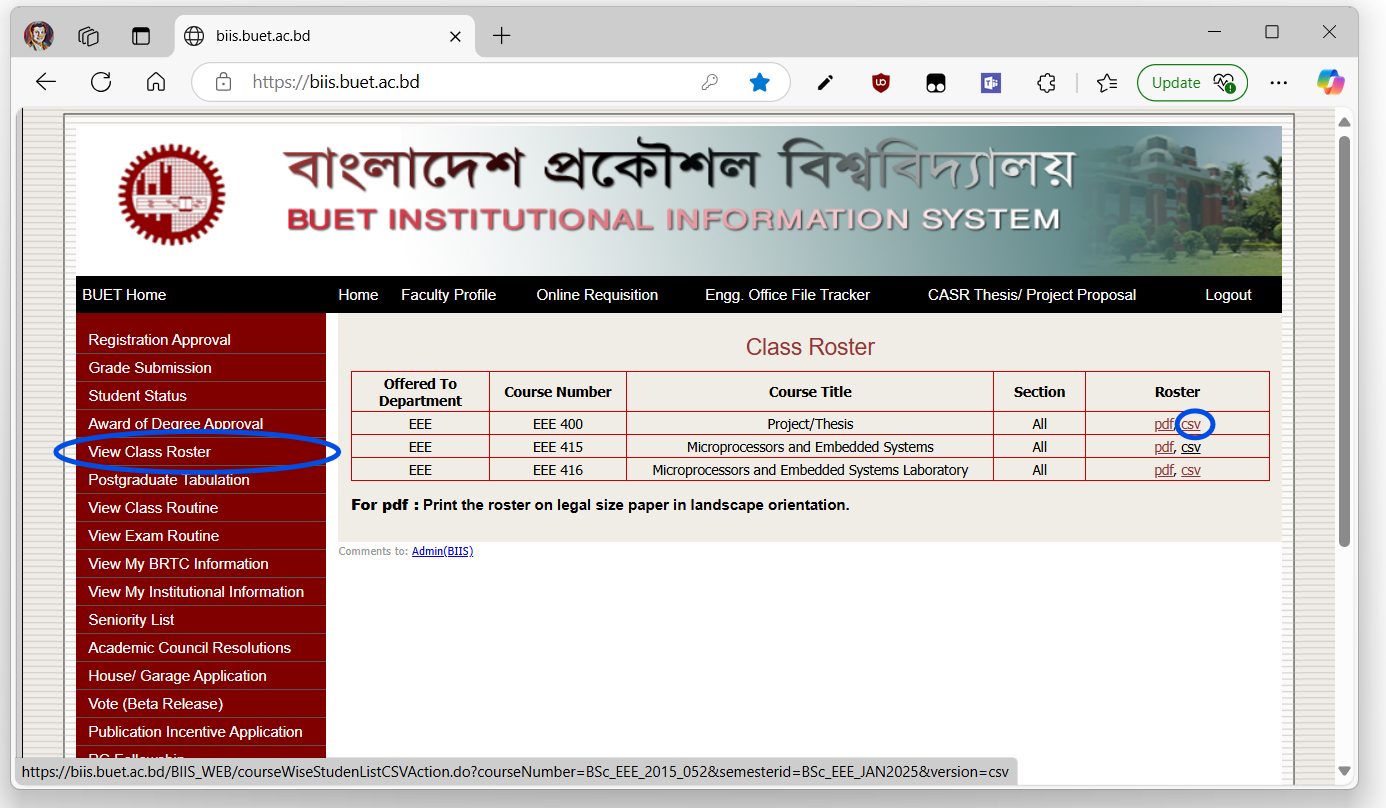 biis.buet.ac.bd
https://biis.buet.ac.bd
Update
বাংলাদেশ প্রকৌশল বিশ্ববিদ্যালয়
BUET INSTITUTIONAL INFORMATION SYSTEM
BUET Home Home Faculty Profile Online Requisition Engg. Office File Tracker CASR Thesis/ Project Proposal Logout
Registration Approval
Grade Submission
Student Status
Award of Degree Approval
View Class Roster
Postgraduate Tabulation
View Class Routine
View Exam Routine
View My BRTC Information
View My Institutional Information
Seniority List
Academic Council Resolutions
House/ Garage Application
Vote (Beta Release)
Publication Incentive Application
Class Roster
Offered To Department Course Number Course Title Section Roster
EEE EEE 400 Project/Thesis All pdf, csv
EEE EEE 415 Microprocessors and Embedded Systems All pdf, csv
EEE EEE 416 Microprocessors and Embedded Systems Laboratory All pdf, csv
For pdf : Print the roster on legal size paper in landscape orientation.
Comments to: Admin(BIIS)
https://biis.buet.ac.bd/BIIS_WEB/courseWiseStudenListCSVAction.do?courseNumber=BSc_EEE_2015_052&semesterid=BSc_EEE_JAN2025&version=csv